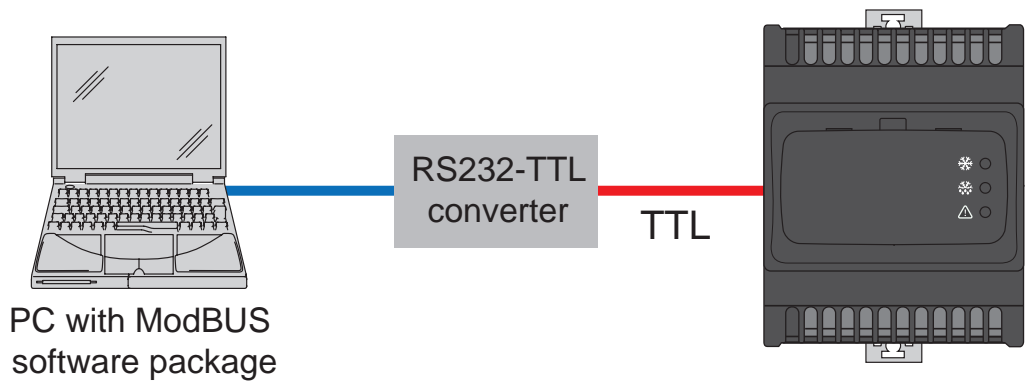 RS232-TTL
converter
TTL
PC with ModBUS
software package